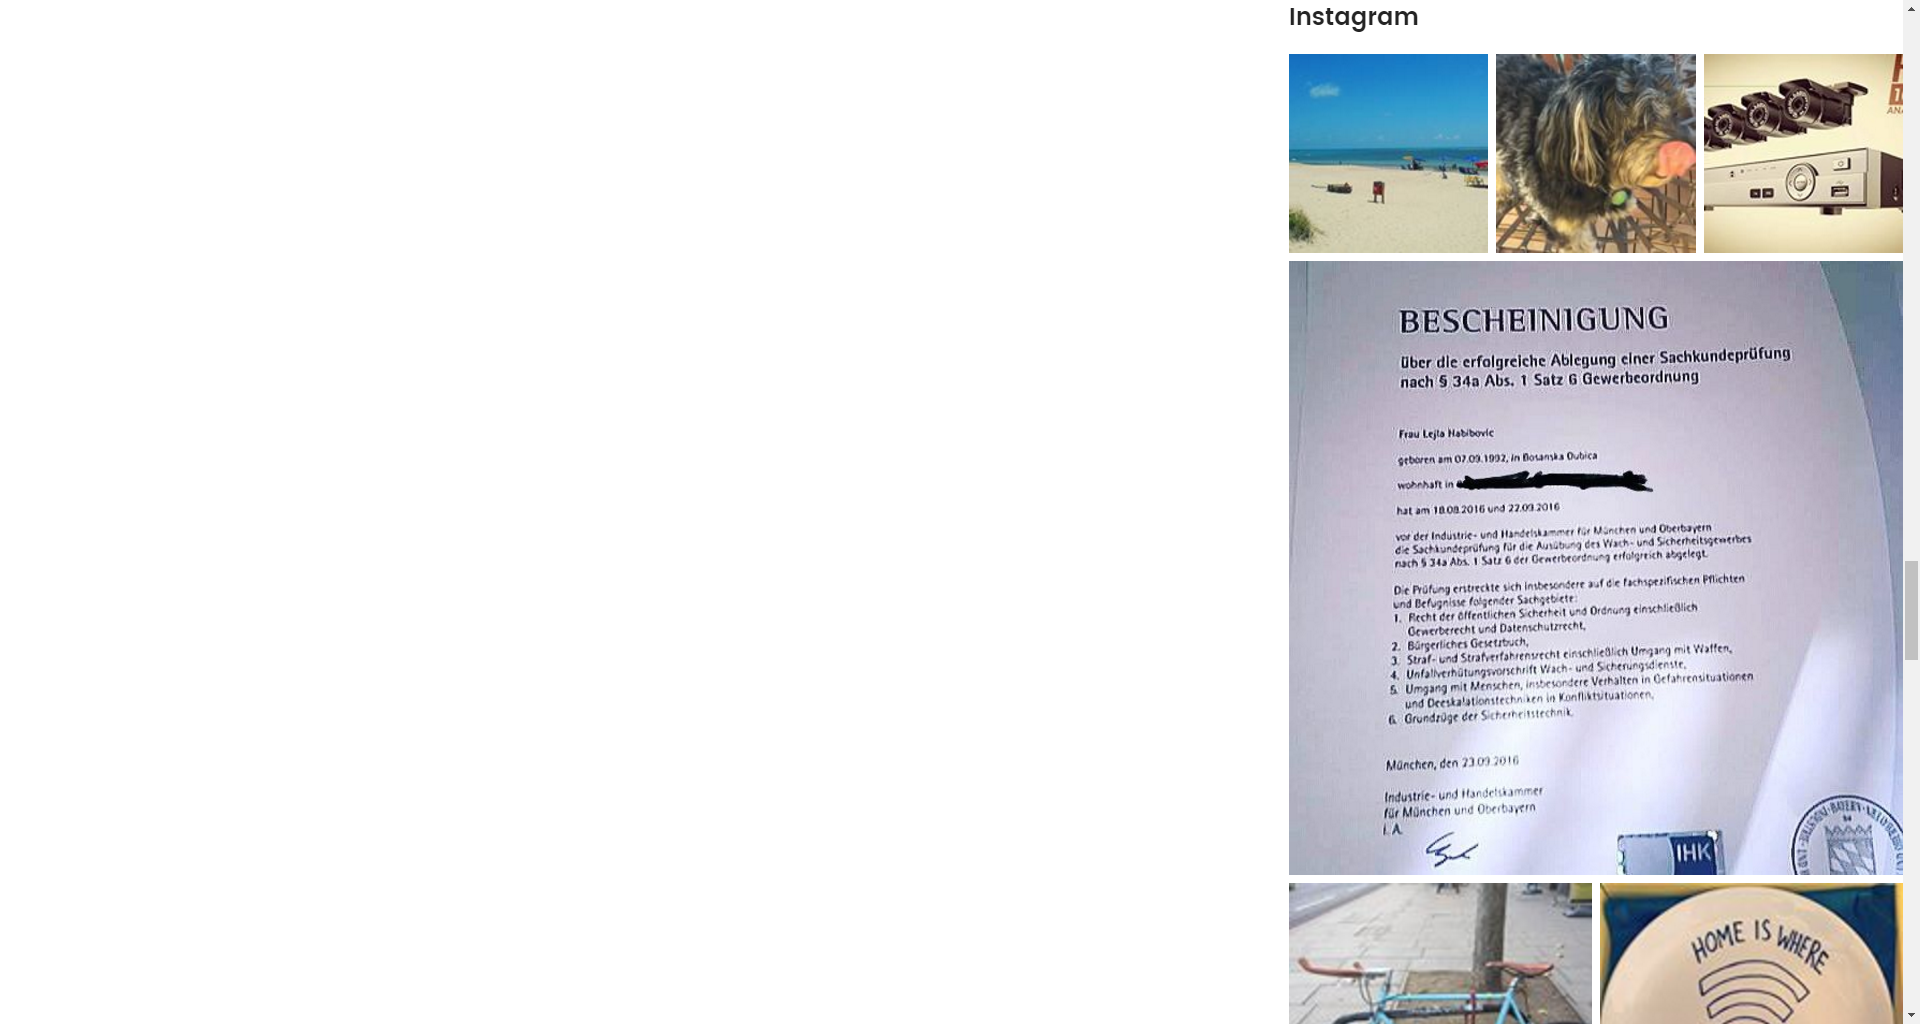 Instagram
BESCHEINIGUNG
über die erfolgreiche Ablegung einer Sachkundeprüfung
nach § 34a Abs. 1 Satz 6 Gewerbeordnung
Frau Lejla Habibovic
geboren am 07.09.1992, in Bosanska Dubica
wohnhaft in
hat am 18.08.2016 und 22.09.2016
vor der Industrie- und Handelskammer für München und Oberbayern
die Sachkundeprüfung für die Ausübung des Wach- und Sicherheitsgewerbes
nach § 34a Abs. 1 Satz 6 der Gewerbeordnung erfolgreich abgelegt.
Die Prüfung erstreckte sich insbesondere auf die fachspezifischen Pflichten
und Befugnisse folgender Sachgebiete:
1. Recht der öffentlichen Sicherheit und Ordnung einschließlich
Gewerberecht und Datenschutzrecht,
2. Bürgerliches Gesetzbuch,
3. Straf- und Strafverfahrensrecht einschließlich Umgang mit Waffen,
4. Unfallverhütungsvorschrift Wach- und Sicherungsdienste,
5. Umgang mit Menschen, insbesondere Verhalten in Gefahrensituationen
und Deeskalationstechniken in Konfliktsituationen,
6. Grundzüge der Sicherheitstechnik.
München, den 23.09.2016
Industrie- und Handelskammer
für München und Oberbayern
i. A.
IHK
HOME IS WHERE